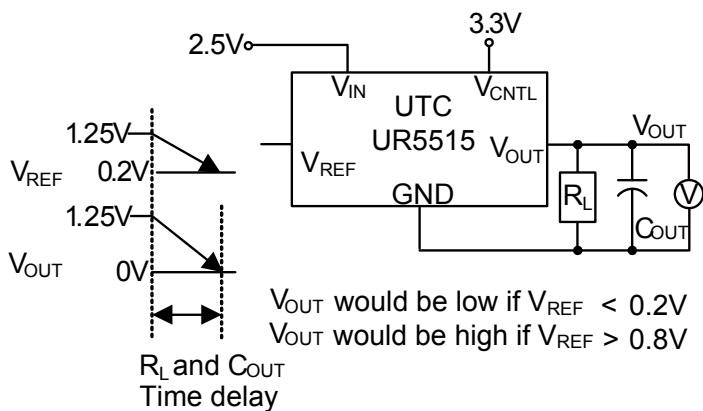 2.5V
3.3V
VIN
VCNTL
UTC
UR5515
VREF
VOUT
GND
VOUT
RL
COUT
V
1.25V
VREF
0.2V
1.25V
VOUT
0V
RL and COUT
Time delay
VOUT would be low if VREF < 0.2V
VOUT would be high if VREF > 0.8V